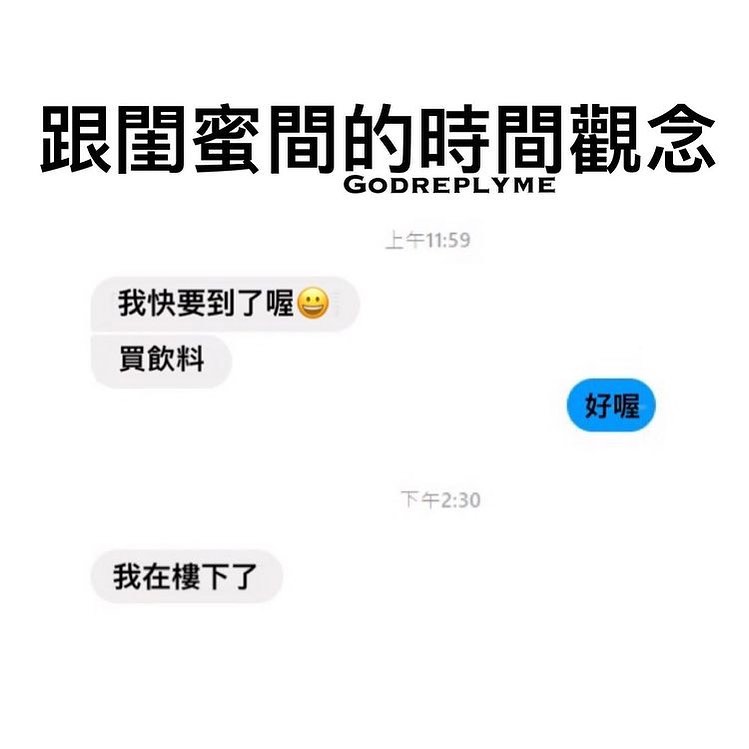 跟閨蜜間的時間觀念
GODREPLYME
上午11:59
我快要到了喔😀
買飲料
好喔
下午2:30
我在樓下了